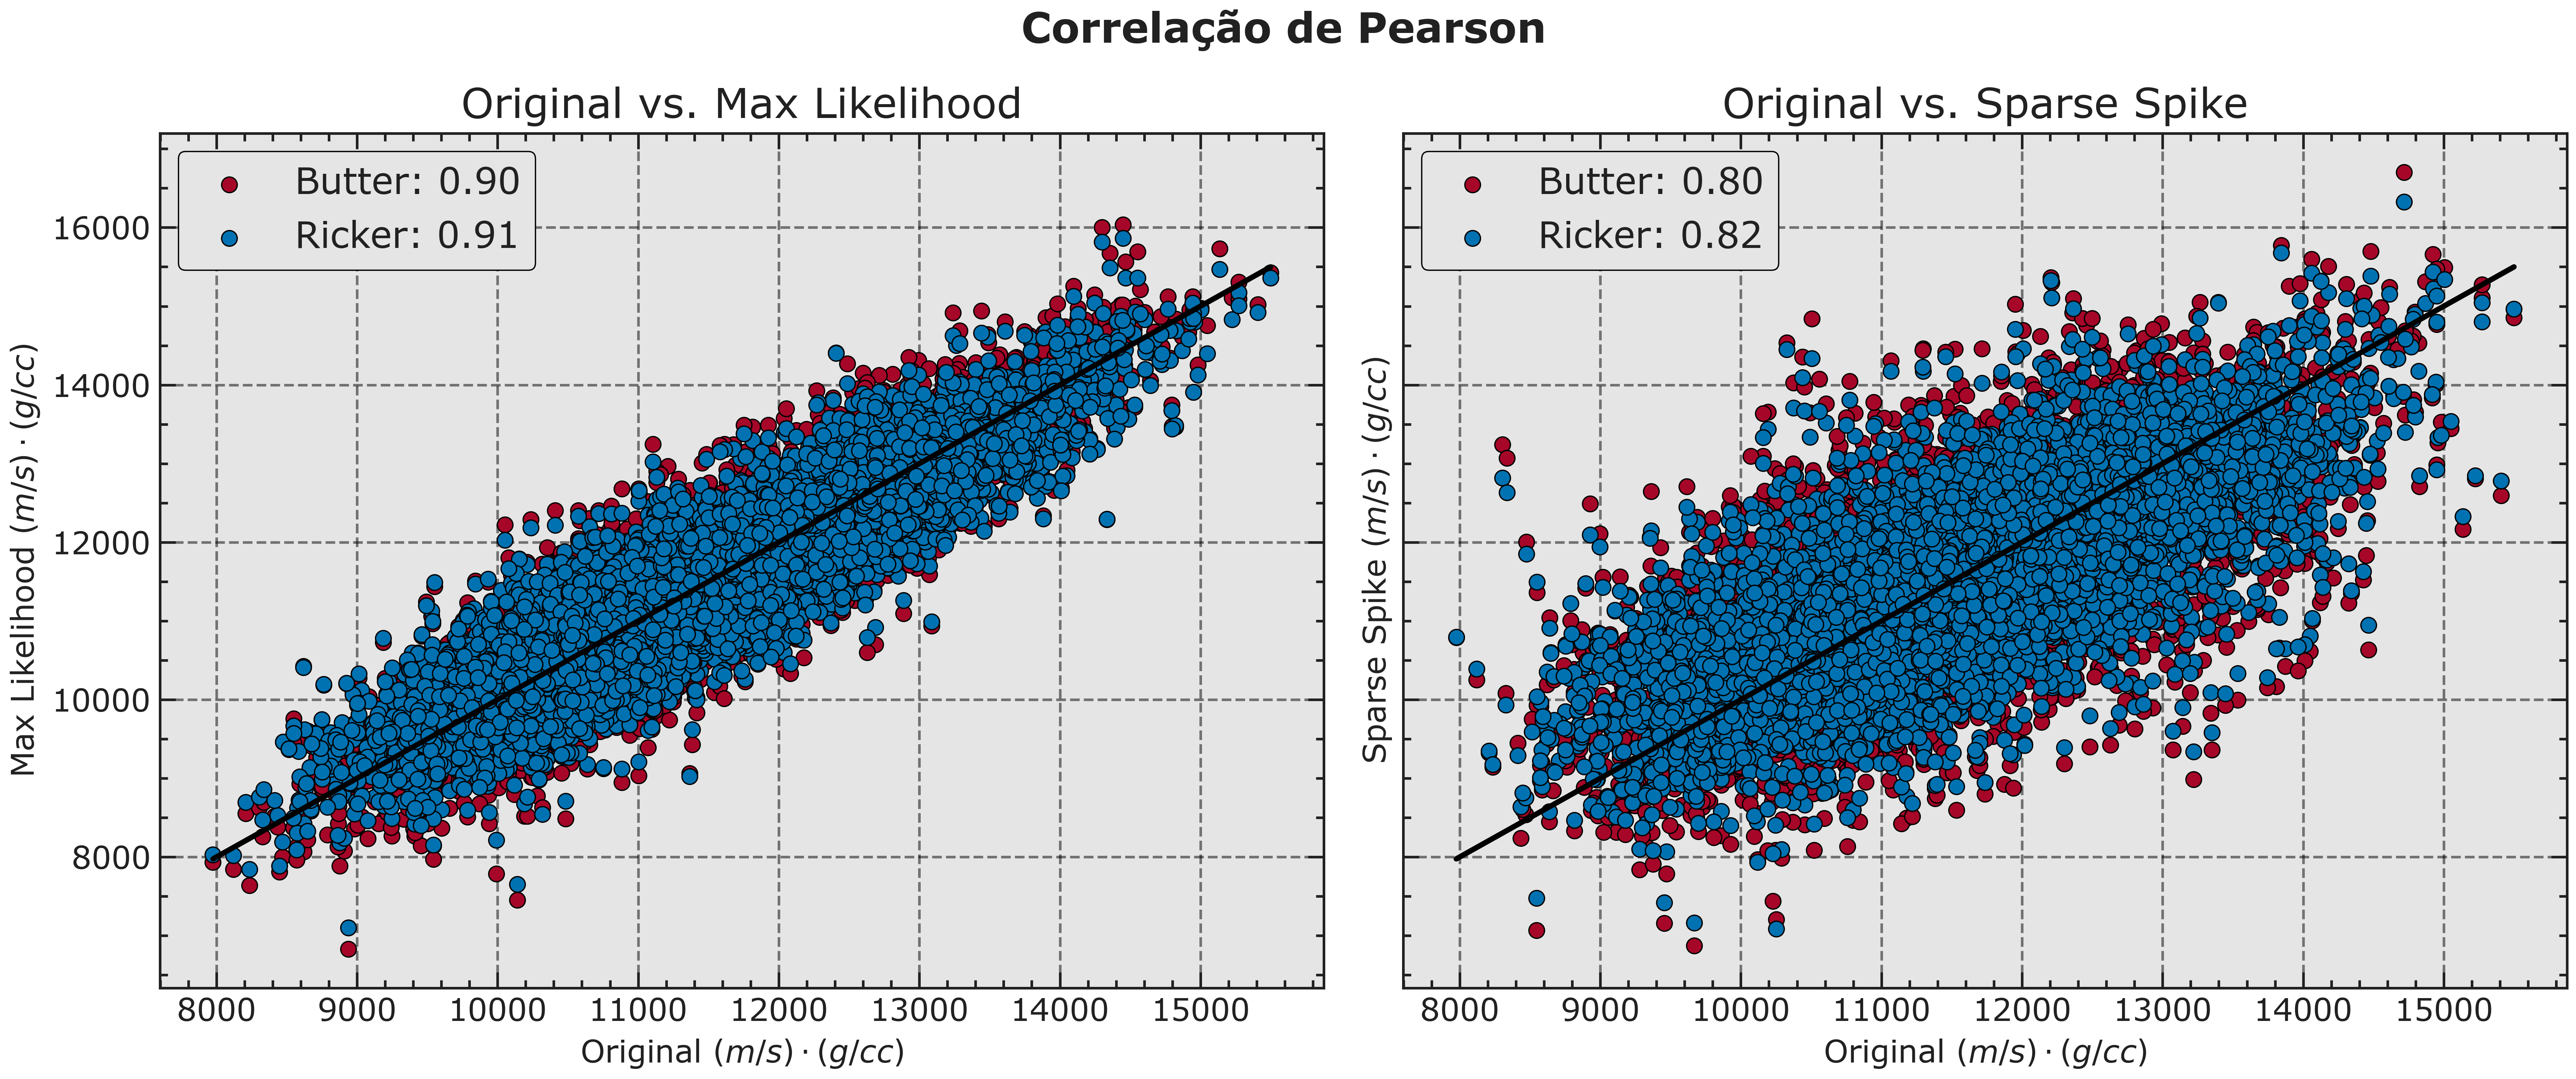 Correlação de Pearson
Original vs. Max Likelihood
Butter: 0.90
Ricker: 0.91
16000
14000
12000
10000
8000
Max Likelihood (m/s) · (g/cc)
8000 9000 10000 11000 12000 13000 14000 15000
Original (m/s) · (g/cc)
Original vs. Sparse Spike
Butter: 0.80
Ricker: 0.82
Sparse Spike (m/s) · (g/cc)
8000 9000 10000 11000 12000 13000 14000 15000
Original (m/s) · (g/cc)